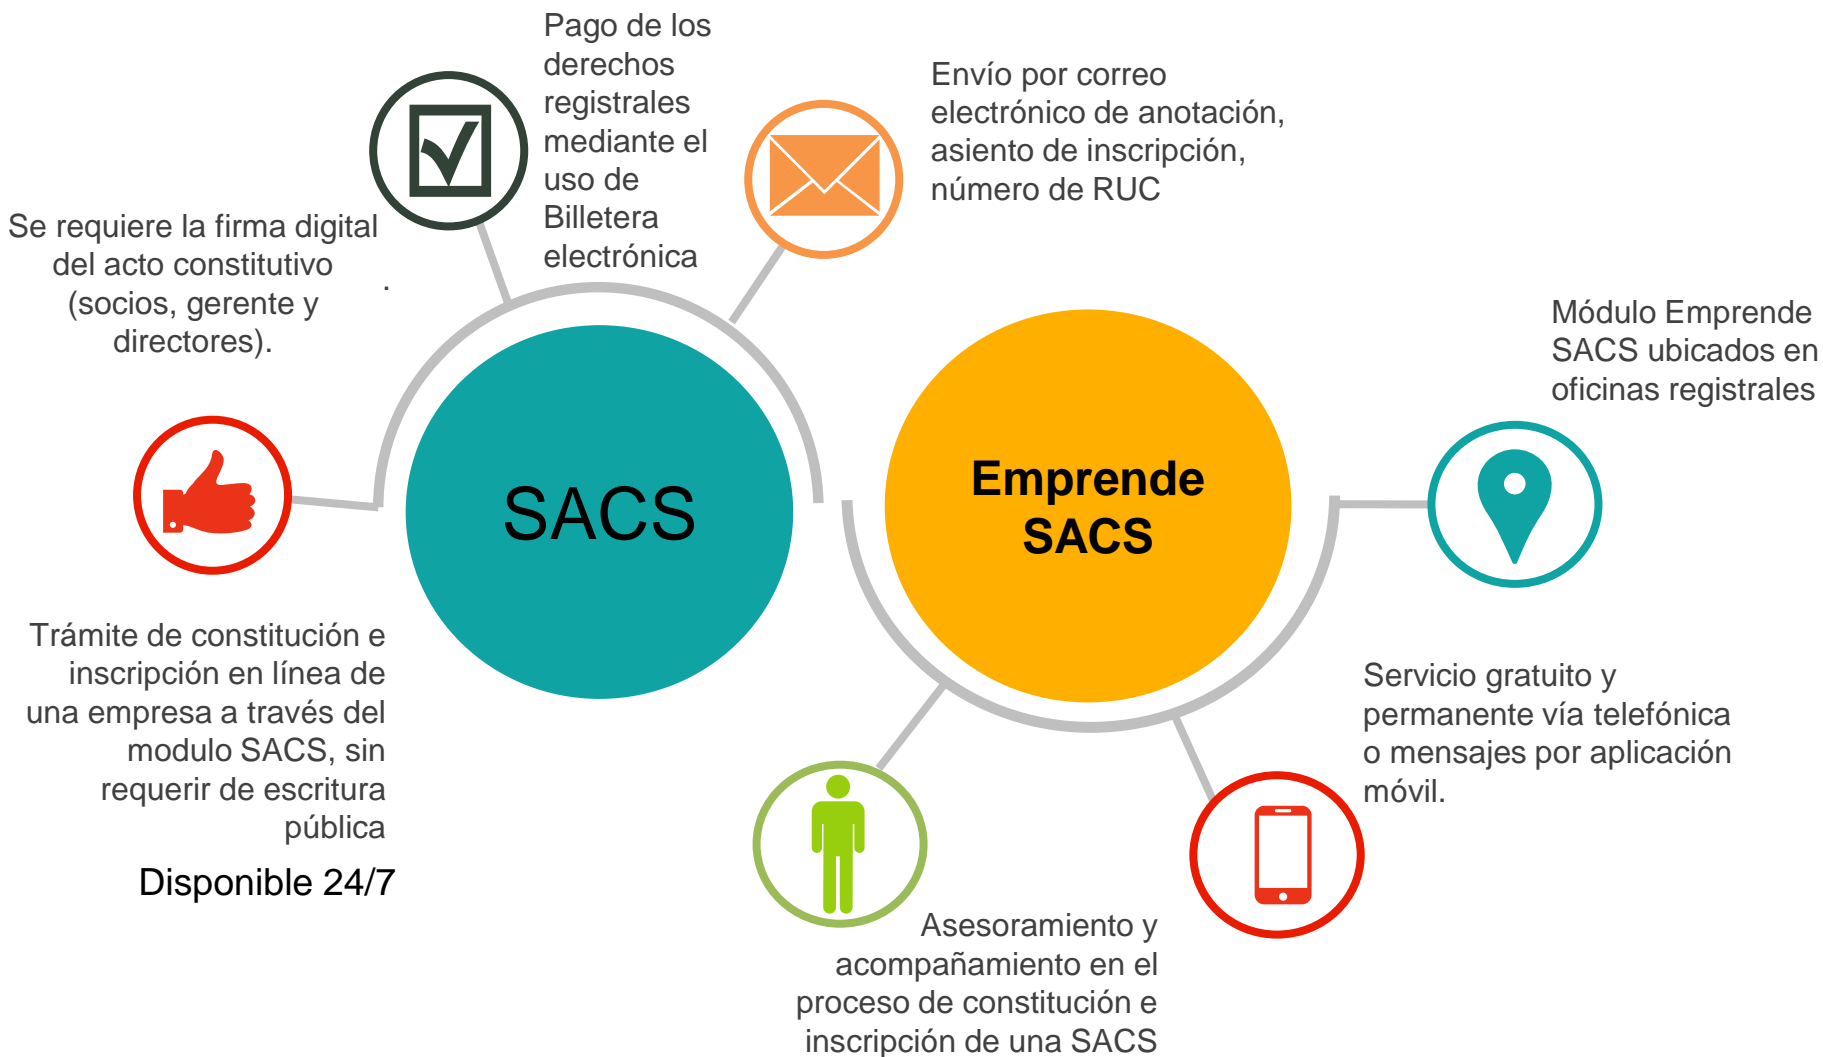 Pago de los
derechos
registrales
mediante el
uso de
Billetera
electrónica
Envío por correo
electrónico de anotación,
asiento de inscripción,
número de RUC
Se requiere la firma digital
del acto constitutivo
(socios, gerente y
directores).
.
Módulo Emprende
SACS ubicados en
oficinas registrales
SACS
Emprende
SACS
Trámite de constitución e
inscripción en línea de
una empresa a través del
modulo SACS, sin
requerir de escritura
pública
Disponible 24/7
Servicio gratuito y
permanente vía telefónica
o mensajes por aplicación
móvil.
Asesoramiento y
acompañamiento en el
proceso de constitución e
inscripción de una SACS